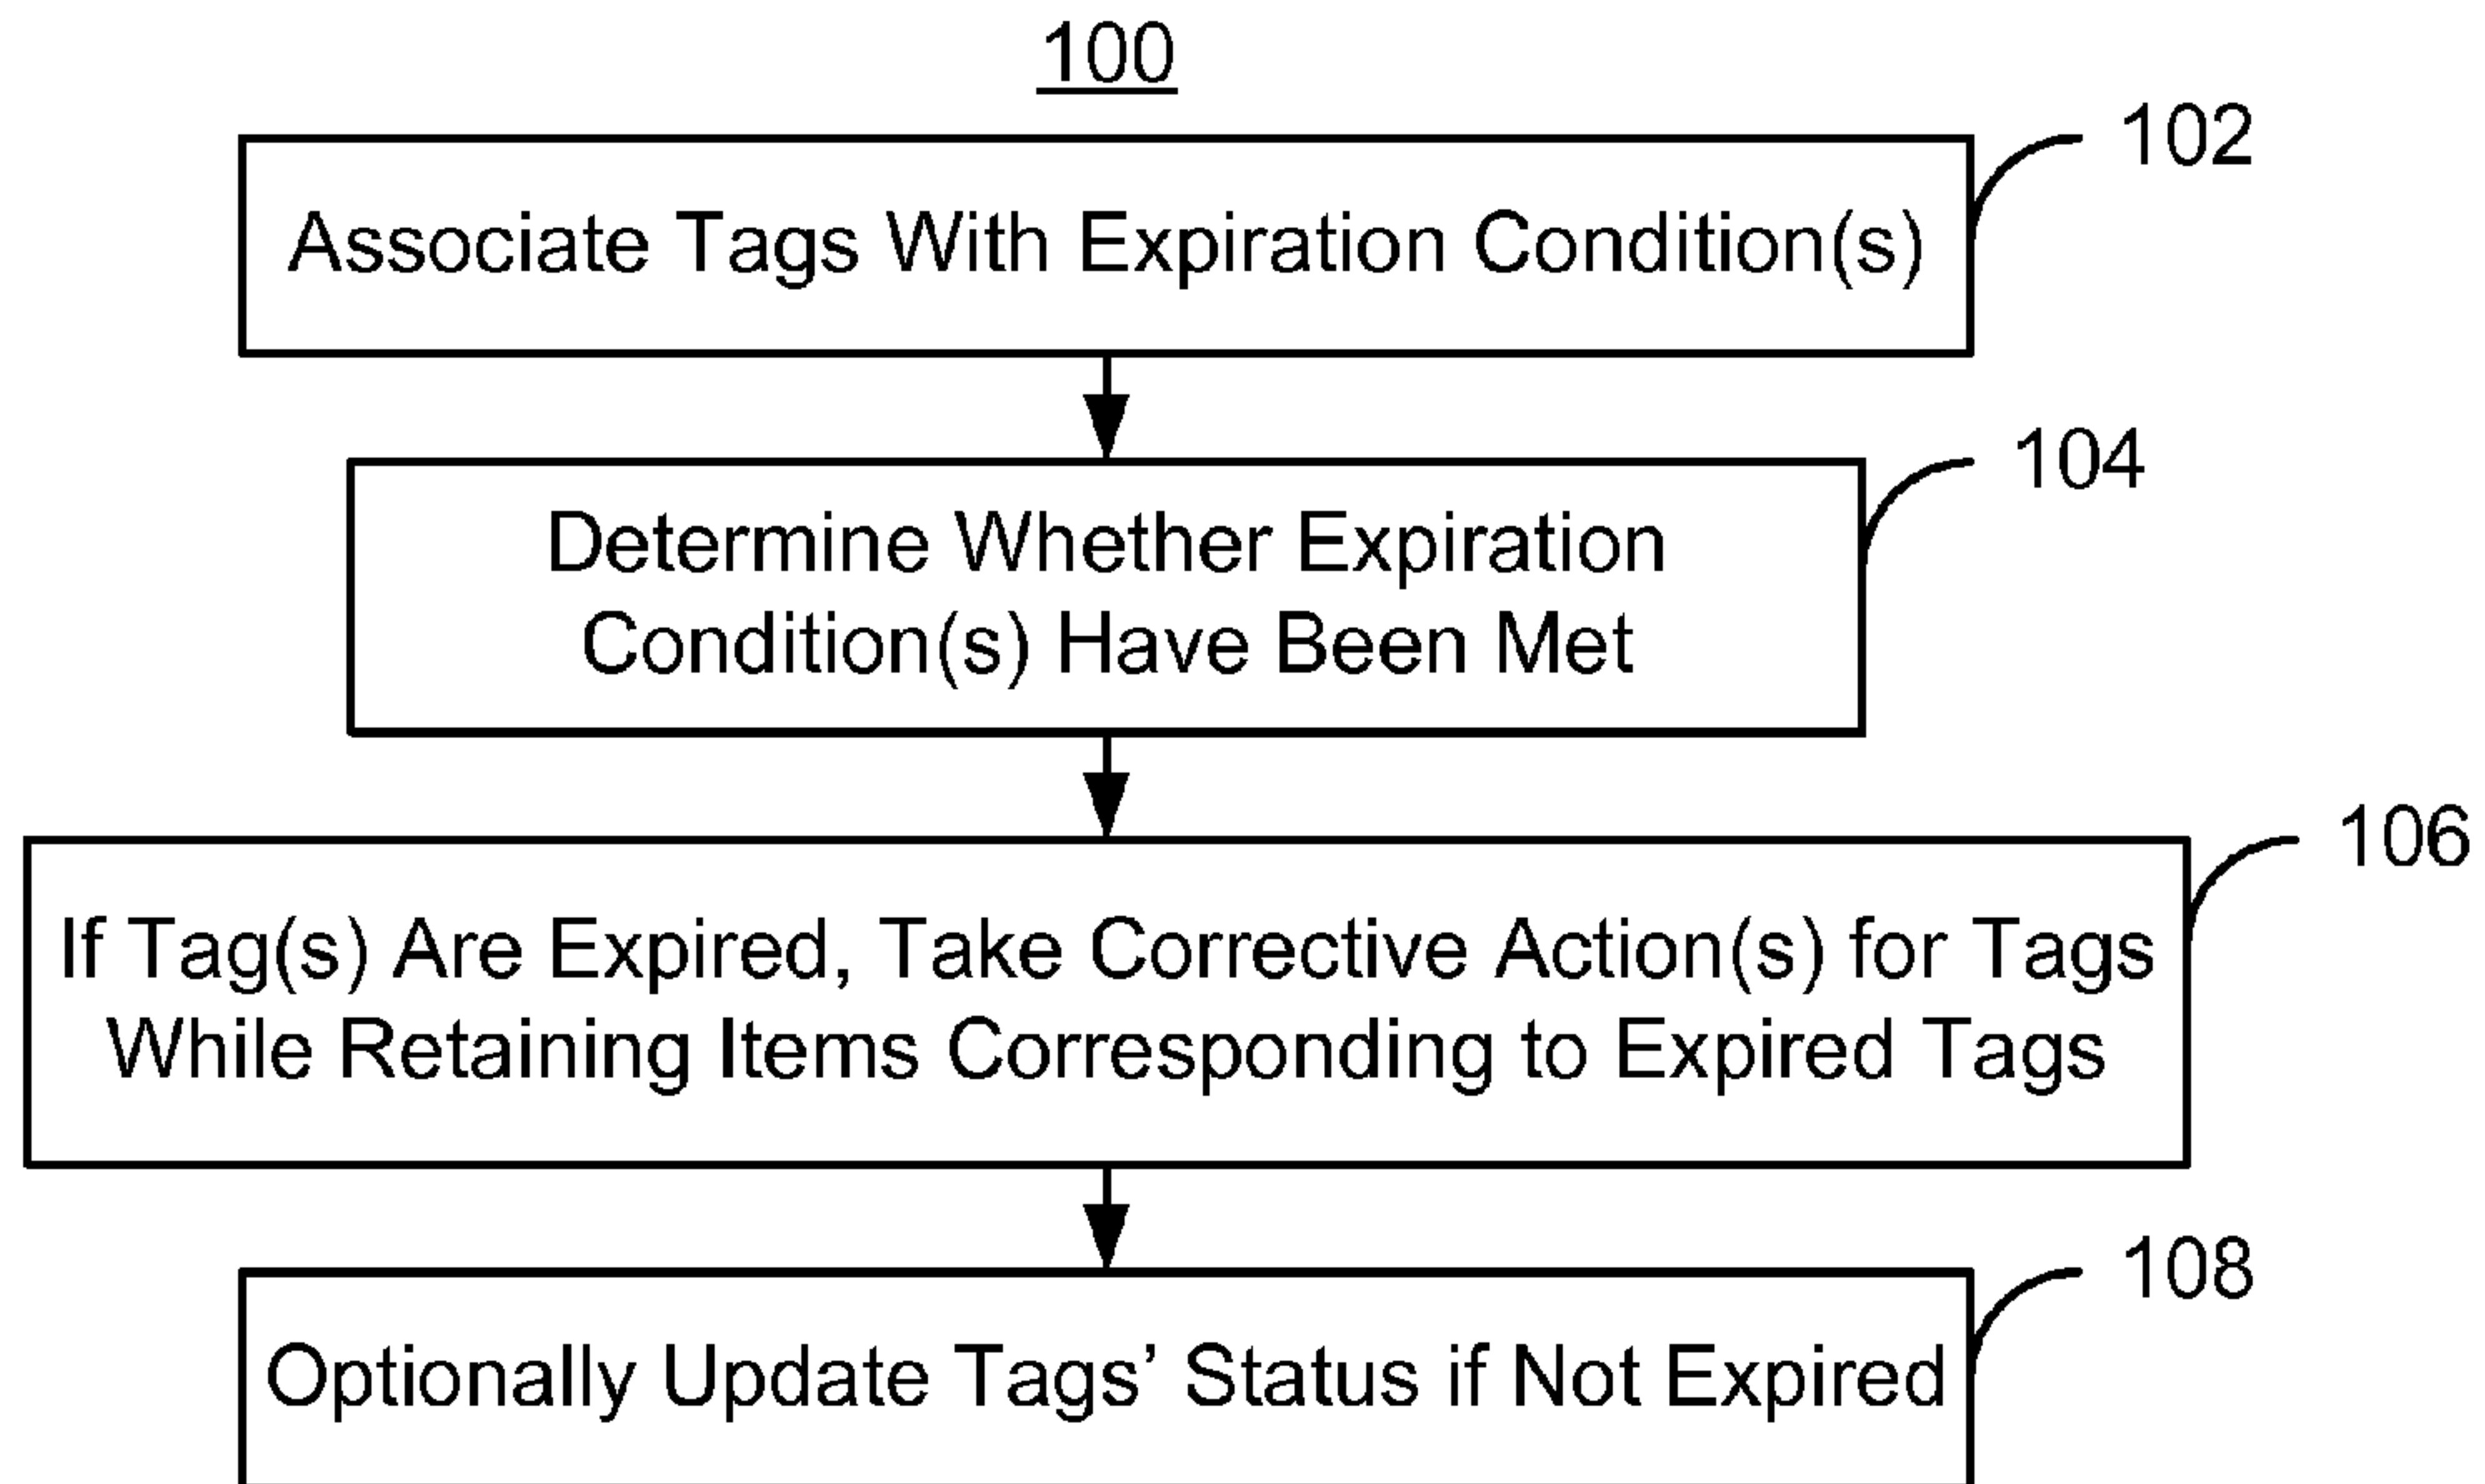 100
102
Associate Tags With Expiration Condition(s)
104
Determine Whether Expiration
Condition(s) Have Been Met
106
If Tag(s) Are Expired, Take Corrective Action(s) for Tags
While Retaining Items Corresponding to Expired Tags
108
Optionally Update Tags’ Status if Not Expired